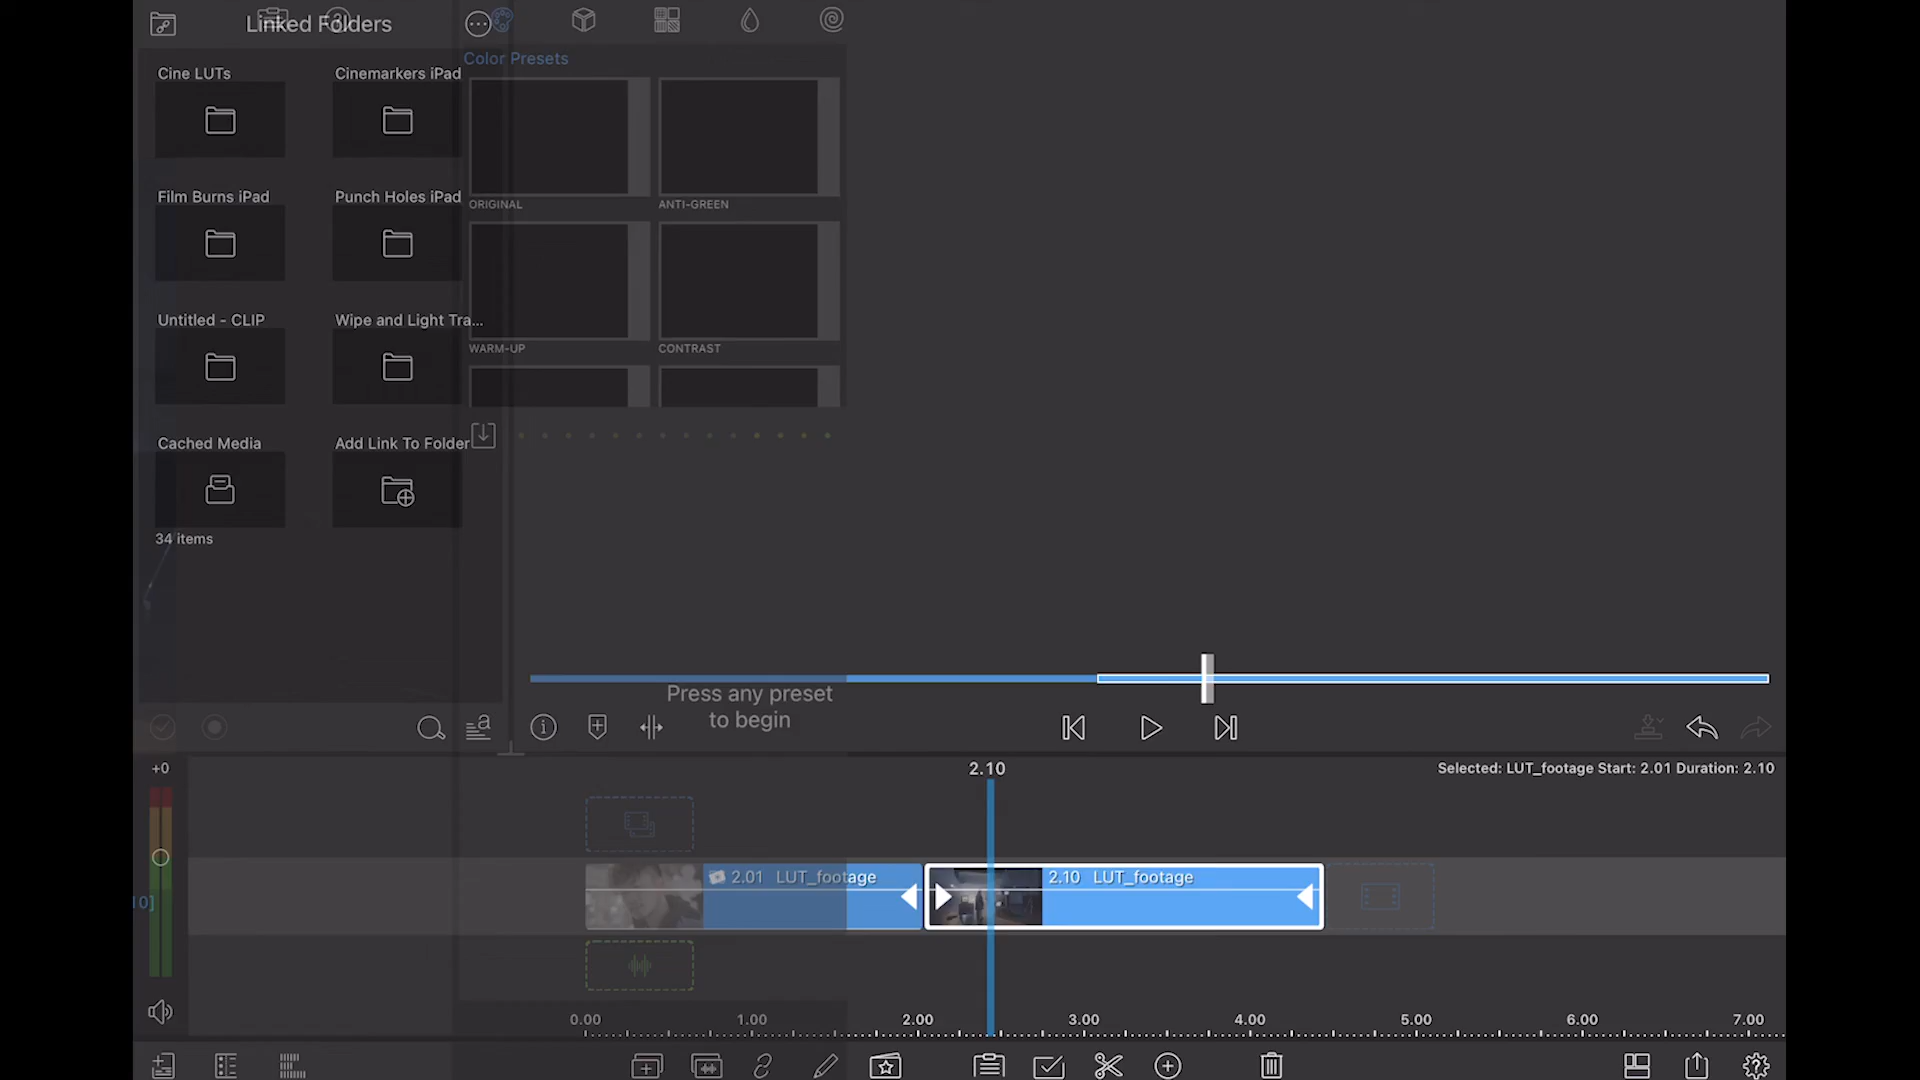 Linked Folders
Color Presets
Cine LUTs
Cinemarkers iPad
Film Burns iPad
Punch Holes iPad
ORIGINAL
ANTI-GREEN
Untitled - CLIP
Wipe and Light Tra...
WARM-UP
CONTRAST
Cached Media
Add Link To Folder
34 items
Press any preset
to begin
+0
2.10
Selected: LUT_footage Start: 2.01 Duration: 2.10
2.01 LUT_footage
2.10 LUT_footage
10]
0.00 1.00 2.00 3.00 4.00 5.00 6.00 7.00